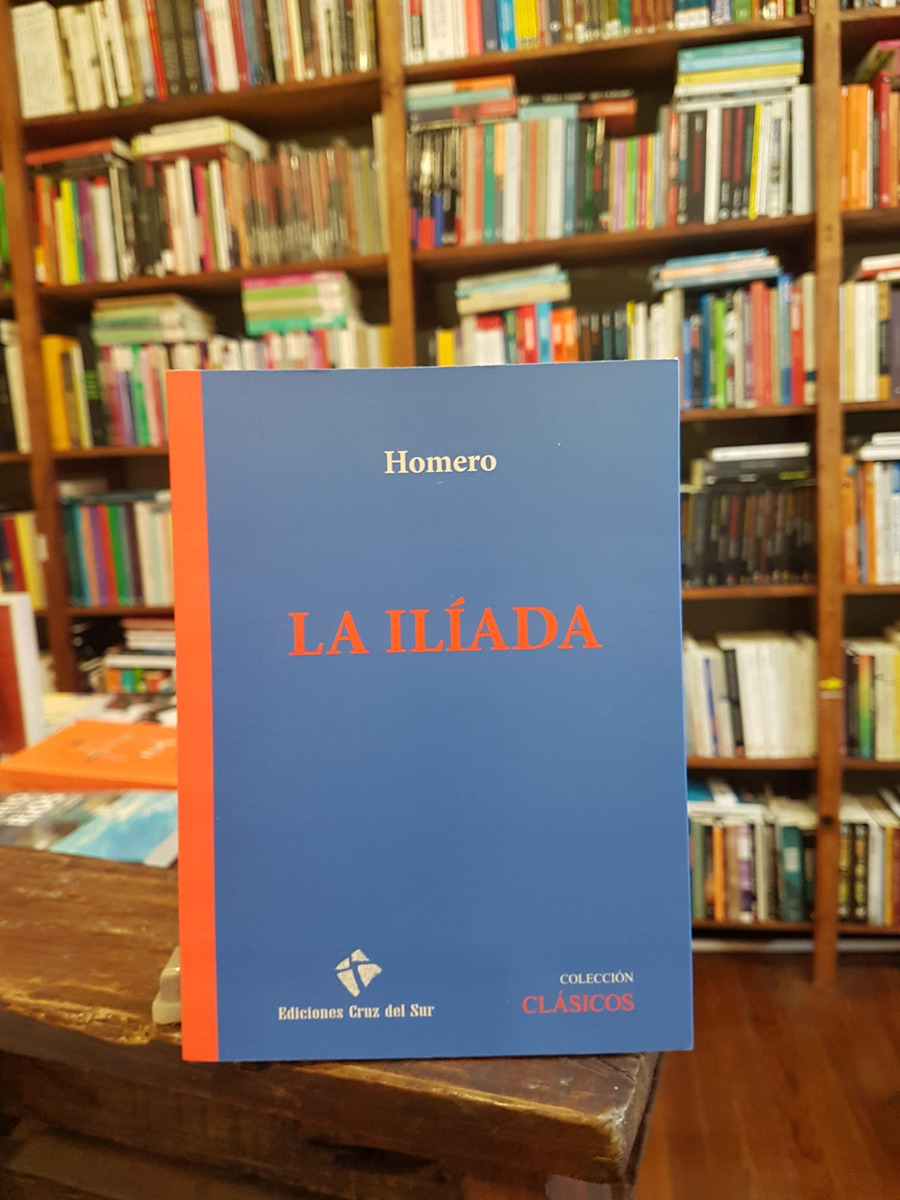 Homero
LA ILÍADA
Ediciones Cruz del Sur
COLECCIÓN
CLÁSICOS